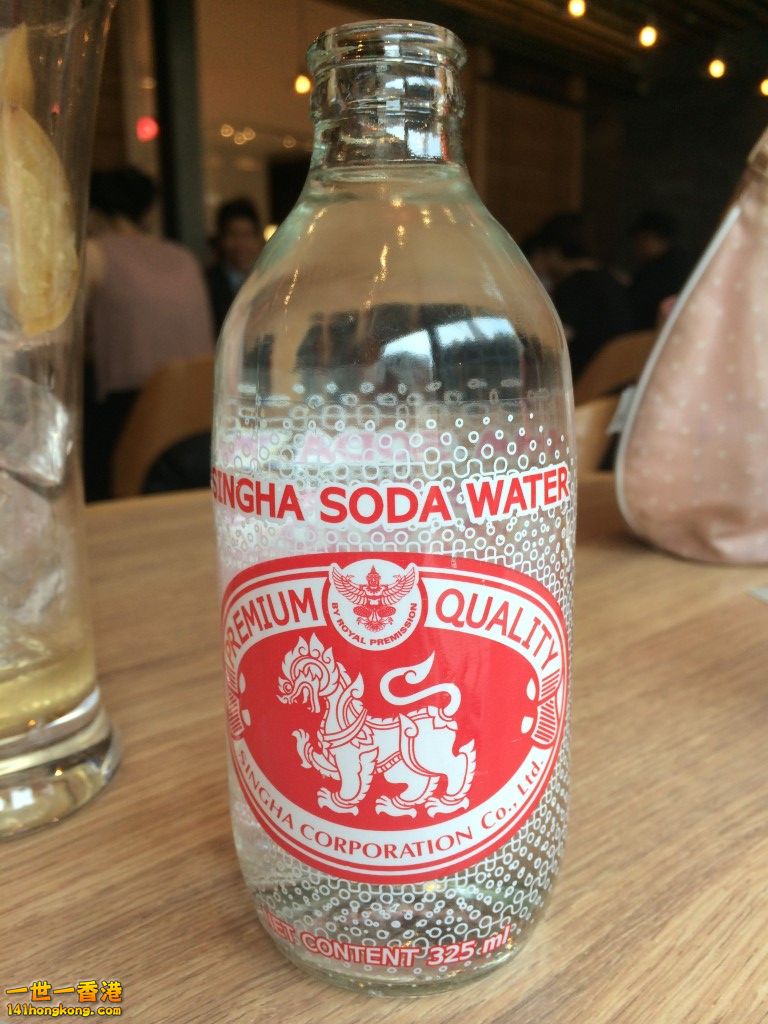 SINGHA SODA WATER
PREMIUM QUALITY
BY ROYAL PREMISSION
SINGHA CORPORATION Co., Ltd.
NET CONTENT 325 ml
一世一香港
141hongkong.com